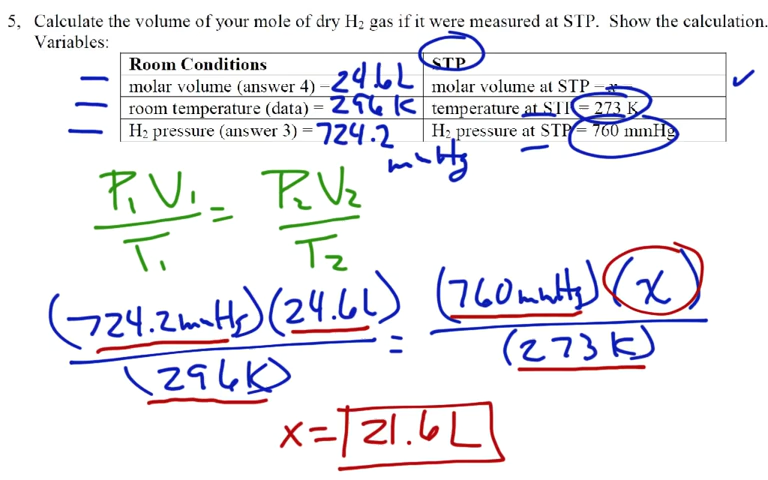 5, Calculate the volume of your mole of dry H₂ gas if it were measured at STP. Show the calculation.
Variables:
Room Conditions STP
molar volume (answer 4) – 24.6L molar volume at STP – x
room temperature (data) = 296 K temperature at STP = 273 K
H₂ pressure (answer 3) = 724.2 mmHg H₂ pressure at STP = 760 mmHg
P₁V₁/T₁ = P₂V₂/T₂
(724.2mmHg)(24.6L)/(296K) = (760mmHg)(x)/(273K)
x = 21.6L